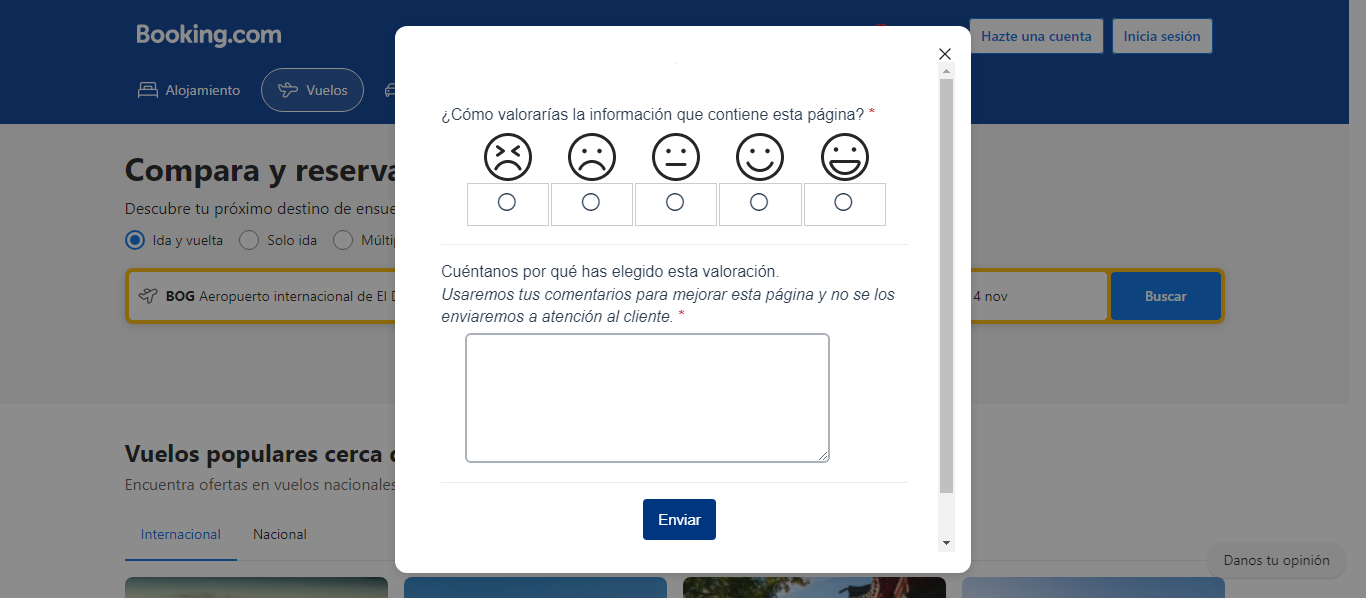 Booking.com
Hazte una cuenta
Inicia sesión
Alojamiento
Vuelos
¿Cómo valorarías la información que contiene esta página? *
Compara y reserva
Descubre tu próximo destino de
Ida y vuelta
Solo ida
Cuéntanos por qué has elegido esta valoración.
Usaremos tus comentarios para mejorar esta página y no se los
enviaremos a atención al cliente. *
BOG Aeropuerto internacional de El
4 nov
Buscar
Vuelos populares cerca
Encuentra ofertas en vuelos nacionales
Internacional
Nacional
Enviar
Danos tu opinión